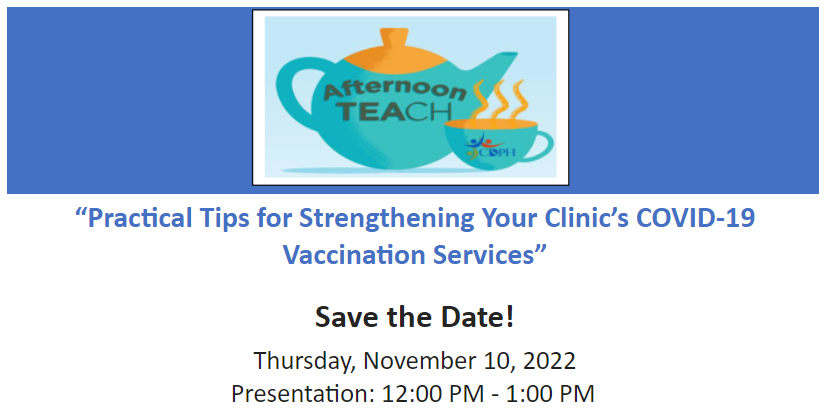 Afternoon
TEACH
CDPH
“Practical Tips for Strengthening Your Clinic’s COVID-19
Vaccination Services”
Save the Date!
Thursday, November 10, 2022
Presentation: 12:00 PM - 1:00 PM